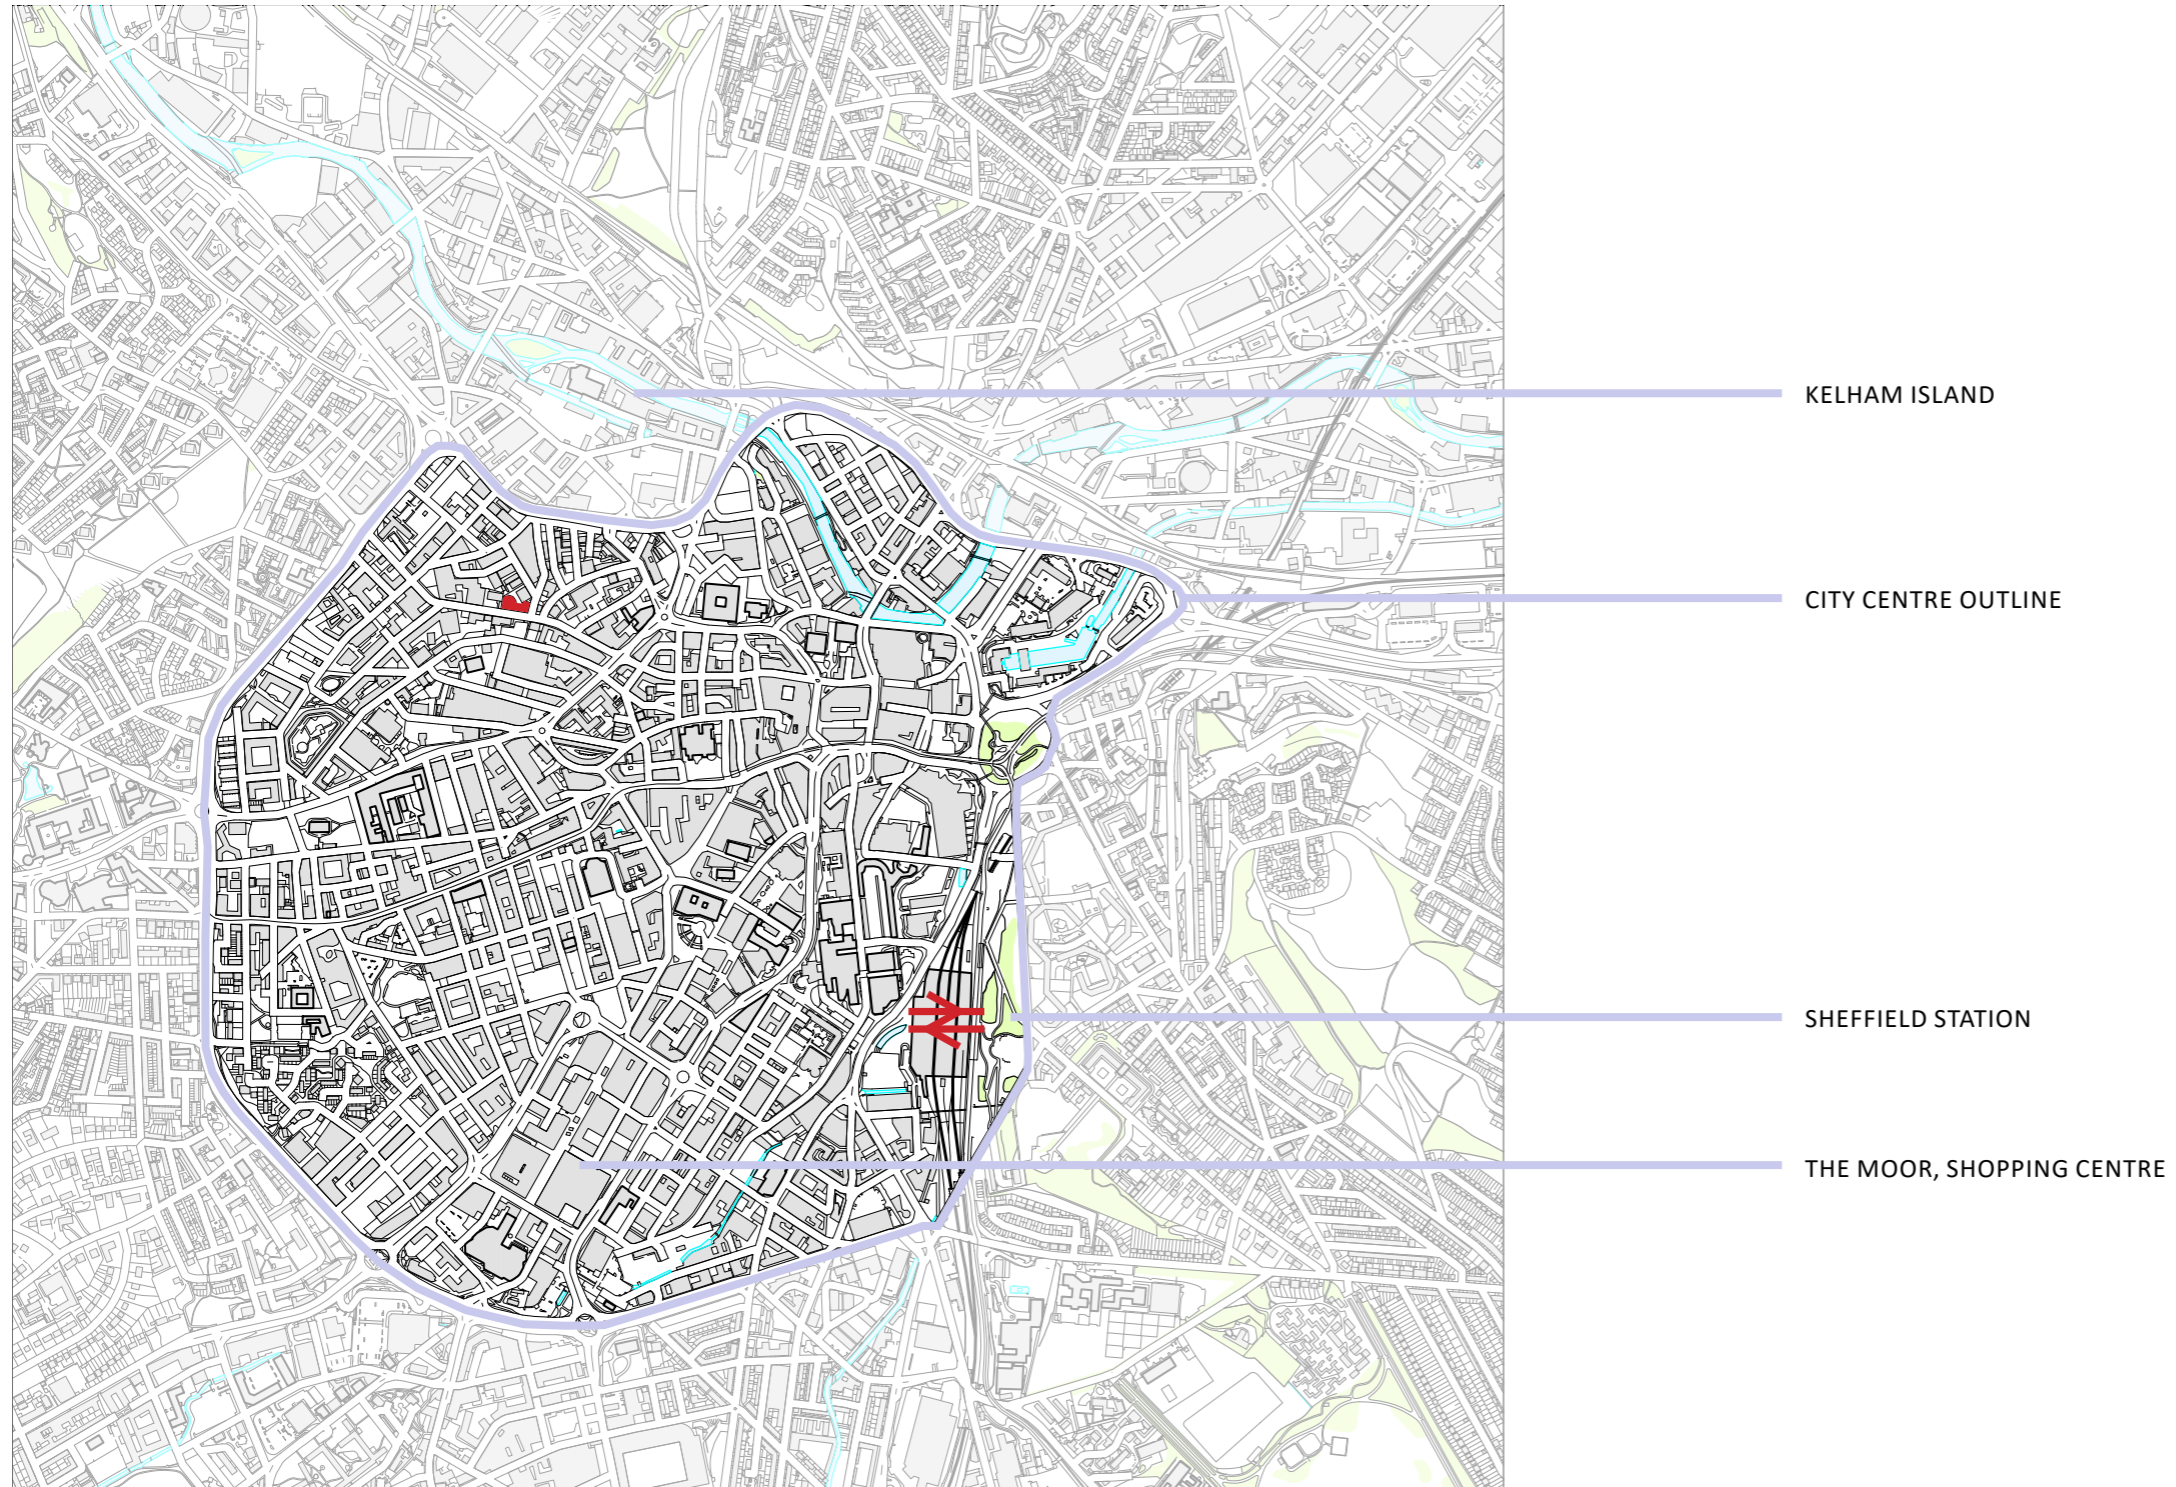 KELHAM ISLAND
CITY CENTRE OUTLINE
SHEFFIELD STATION
THE MOOR, SHOPPING CENTRE